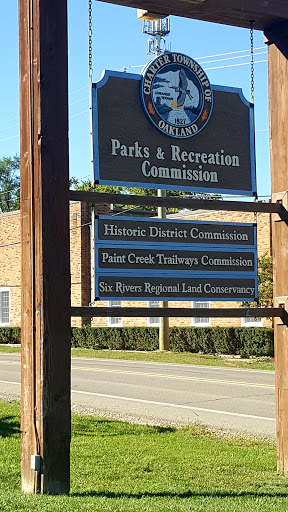 CHARTER TOWNSHIP OF
OAKLAND
1827
Parks & Recreation
Commission
Historic District Commission
Paint Creek Trailways Commission
Six Rivers Regional Land Conservancy